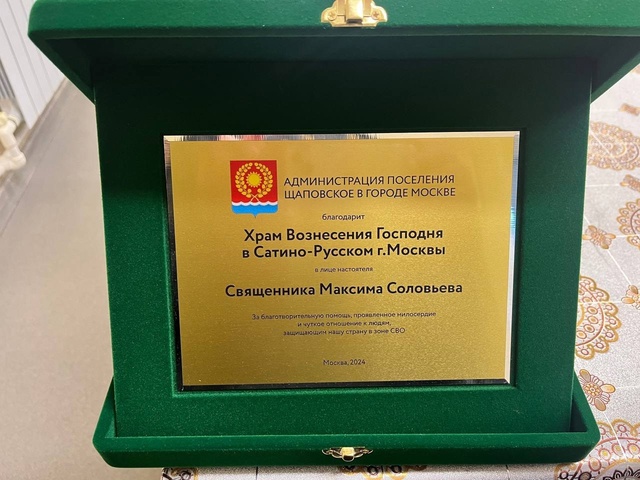 АДМИНИСТРАЦИЯ ПОСЕЛЕНИЯ
ЩАПОВСКОЕ В ГОРОДЕ МОСКВЕ
благодарит
Храм Вознесения Господня
в Сатино-Русском г.Москвы
в лице настоятеля
Священника Максима Соловьева
За благотворительную помощь, проявленное милосердие
и чуткое отношение к людям,
защищающим нашу страну в зоне СВО
Москва, 2024